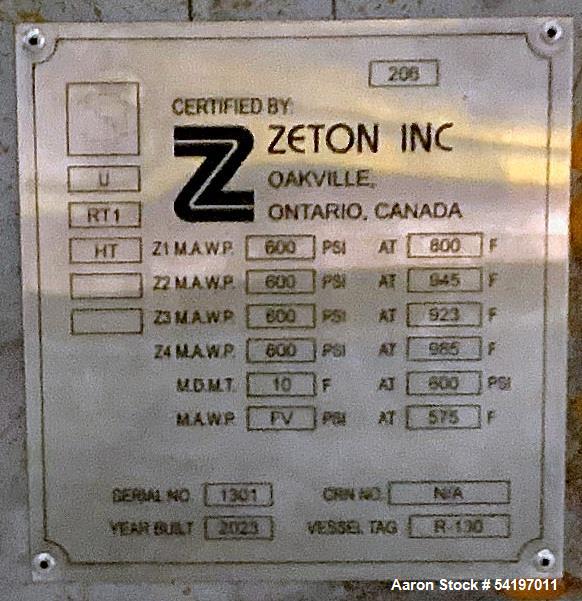 206
CERTIFIED BY:
Z ZETON INC
OAKVILLE,
ONTARIO, CANADA
U
RT1
HT
Z1 M.A.W.P. 600 PSI AT 800 F
Z2 M.A.W.P. 600 PSI AT 945 F
Z3 M.A.W.P. 600 PSI AT 923 F
Z4 M.A.W.P. 600 PSI AT 965 F
M.D.M.T. 10 F AT 600 PSI
M.A.W.P. FV PSI AT 575 F
SERIAL NO. 1301 CRN NO. N/A
YEAR BUILT 2023 VESSEL TAG R-130
Aaron Stock # 54197011